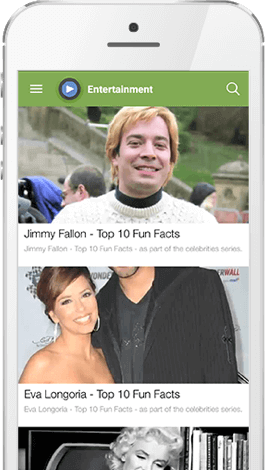 Entertainment
Jimmy Fallon - Top 10 Fun Facts
Jimmy Fallon - Top 10 Fun Facts - as part of the celebrities series.
Eva Longoria - Top 10 Fun Facts
Eva Longoria - Top 10 Fun Facts - as part of the celebrities series.